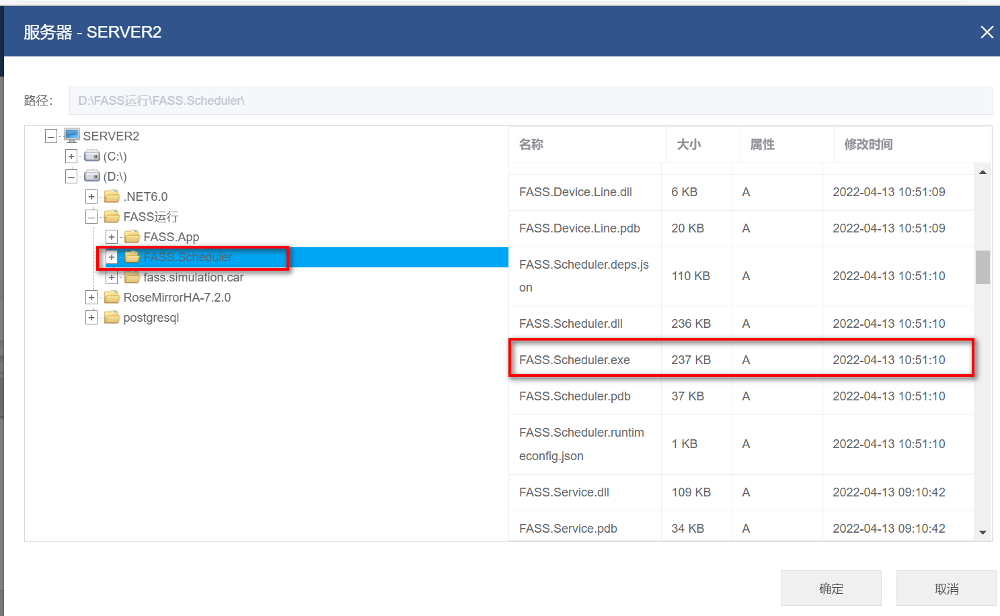 服务器 - SERVER2
路径：
D:\FASS运行\FASS.Scheduler\
SERVER2
(C:\)
(D:\)
.NET6.0
FASS运行
FASS.App
FASS.Scheduler
fass.simulation.car
RoseMirrorHA-7.2.0
postgresql
名称 大小 属性 修改时间
FASS.Device.Line.dll 6 KB A 2022-04-13 10:51:09
FASS.Device.Line.pdb 20 KB A 2022-04-13 10:51:09
FASS.Scheduler.deps.js
on 110 KB A 2022-04-13 10:51:10
FASS.Scheduler.dll 236 KB A 2022-04-13 10:51:10
FASS.Scheduler.exe 237 KB A 2022-04-13 10:51:10
FASS.Scheduler.pdb 37 KB A 2022-04-13 10:51:10
FASS.Scheduler.runtim
econfig.json 1 KB A 2022-04-13 10:51:10
FASS.Service.dll 109 KB A 2022-04-13 09:10:42
FASS.Service.pdb 34 KB A 2022-04-13 09:10:42
确定 取消